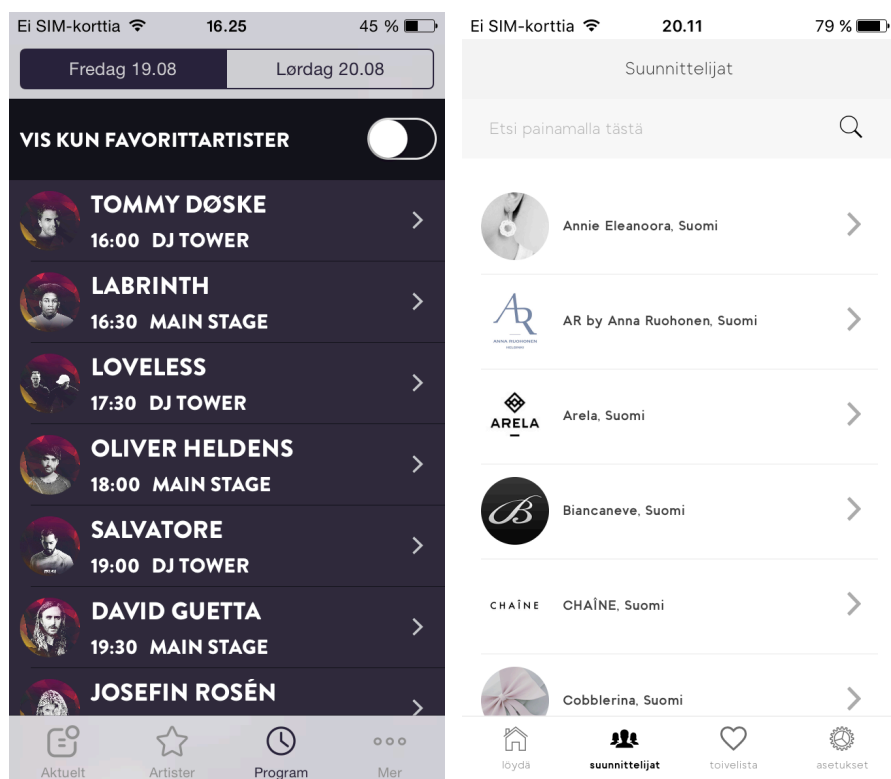 Ei SIM-korttia 16.25 45 %
Fredag 19.08 Lørdag 20.08
VIS KUN FAVORITTARTISTER
TOMMY DØSKE
16:00 DJ TOWER
LABRINTH
16:30 MAIN STAGE
LOVELESS
17:30 DJ TOWER
OLIVER HELDENS
18:00 MAIN STAGE
SALVATORE
19:00 DJ TOWER
DAVID GUETTA
19:30 MAIN STAGE
JOSEFIN ROSÉN
Aktuelt Artister Program Mer
Ei SIM-korttia 20.11 79 %
Suunnittelijat
Etsi painamalla tästä
Annie Eleanoora, Suomi
AR
ANNA RUOHONEN
HELSINKI
AR by Anna Ruohonen, Suomi
ARELA
Arela, Suomi
B
Biancaneve, Suomi
CHAÎNE
CHAÎNE, Suomi
Cobblerina, Suomi
löydä suunnittelijat toivelista asetukset